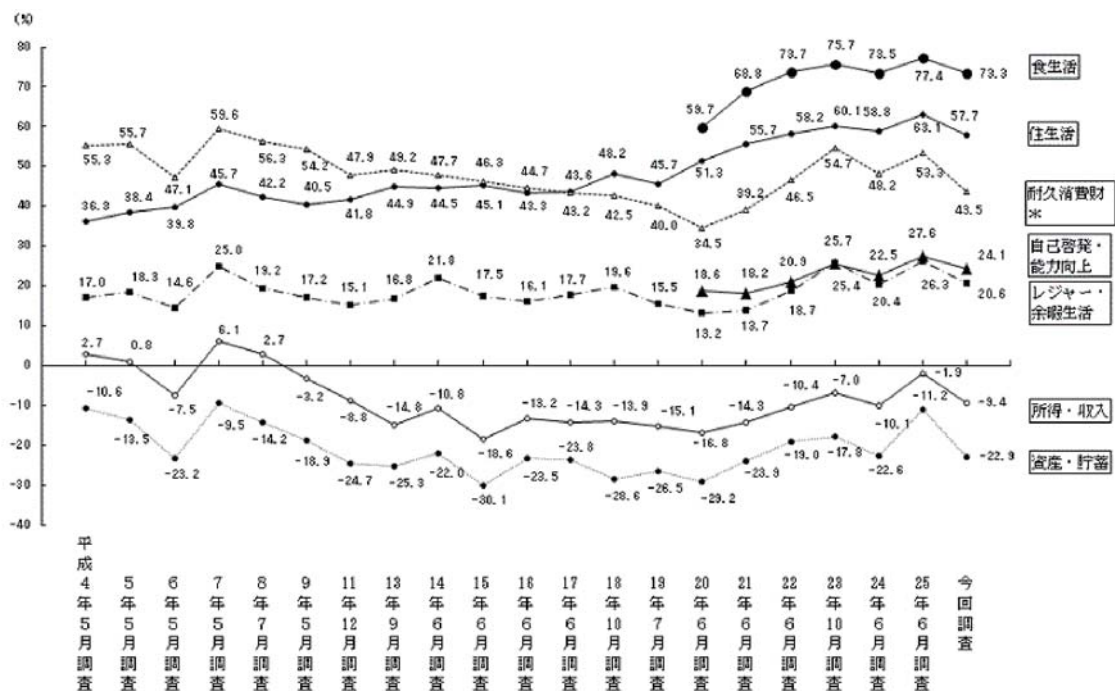 (%)
80
70
60
50
40
30
20
10
0
-10
-20
-30
-40
59.7 68.8 73.7 75.7 73.5 77.4 73.3
食生活
36.3 38.4 39.8 45.7 42.2 40.5 41.8 44.9 44.5 45.1 43.3 43.6 48.2 45.7 51.3 55.7 58.2 60.1 58.8 63.1 57.7
住生活
55.3 55.7 47.1 59.6 56.3 54.2 47.9 49.2 47.7 46.3 44.7 43.2 42.5 40.0 34.5 39.2 46.5 54.7 48.2 53.3 43.5
耐久消費財
*
18.6 18.2 20.9 25.7 22.5 27.6 24.1
自己啓発・
能力向上
17.0 18.3 14.6 25.0 19.2 17.2 15.1 16.8 21.8 17.5 16.1 17.7 19.6 15.5 13.2 13.7 18.7 25.4 20.4 26.3 20.6
レジャー・
余暇生活
2.7 0.8 -7.5 6.1 2.7 -3.2 -8.8 -14.8 -10.8 -18.6 -13.2 -14.3 -13.9 -15.1 -16.8 -14.3 -10.4 -7.0 -10.1 -1.9 -9.4
所得・収入
-10.6 -13.5 -23.2 -9.5 -14.2 -18.9 -24.7 -25.3 -22.0 -30.1 -23.5 -23.8 -28.6 -26.5 -29.2 -23.9 -19.0 -17.8 -22.6 -11.2 -22.9
資産・貯蓄
平成4年5月調査
5年5月調査
6年5月調査
7年5月調査
8年7月調査
9年5月調査
11年12月調査
13年9月調査
14年6月調査
15年6月調査
16年6月調査
17年6月調査
18年10月調査
19年7月調査
20年6月調査
21年6月調査
22年6月調査
23年10月調査
24年6月調査
25年6月調査
今回調査